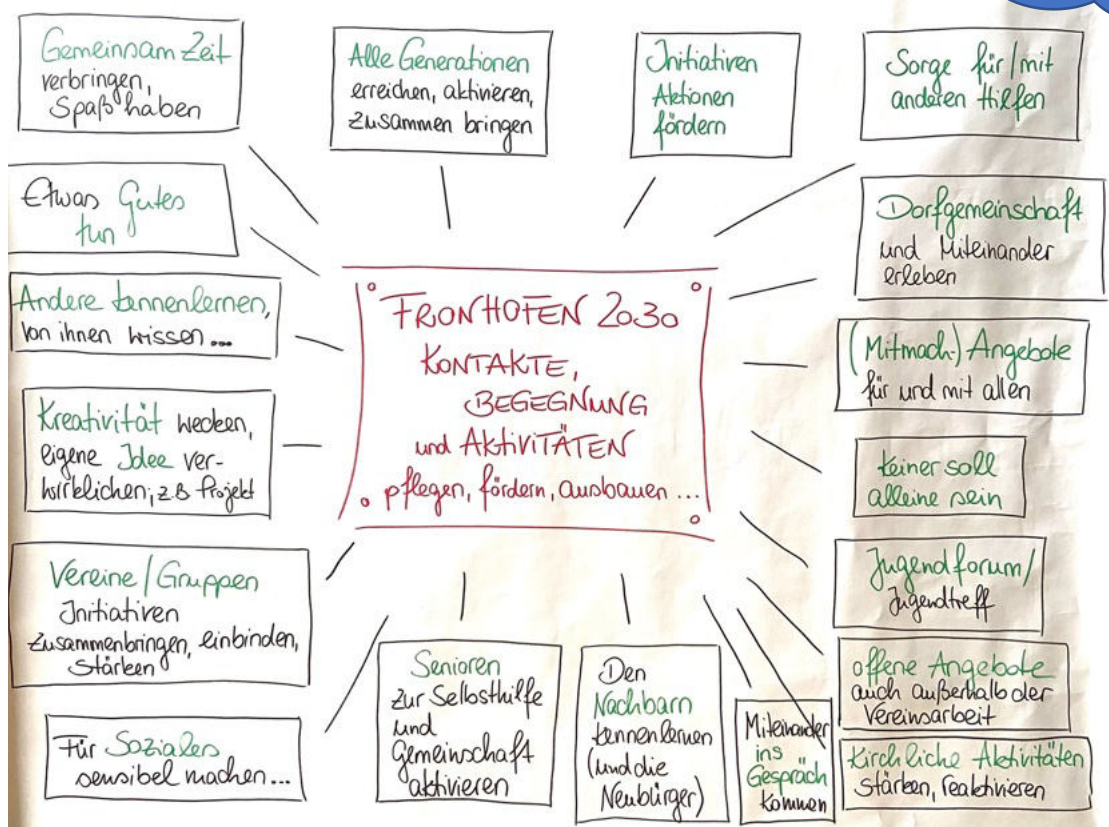 Gemeinsam Zeit
verbringen,
Spaß haben
Alle Generationen
erreichen, aktivieren,
zusammen bringen
Initiativen
Aktionen
fördern
Sorge für/mit
anderen Hilfen
Etwas Gutes
tun
Dorfgemeinschaft
und Miteinander
erleben
Andere kennenlernen,
von ihnen wissen...
FRONHOFEN 2030
KONTAKTE,
BEGEGNUNG
und AKTIVITÄTEN
pflegen, fördern, ausbauen ...
(Mitmach-) Angebote
für und mit allen
Kreativität wecken,
eigene Idee ver-
wirklichen; z.B Projekt
Keiner soll
alleine sein
Vereine/Gruppen
Initiativen
zusammenbringen, einbinden,
stärken
Jugendforum/
Jugendtreff
Für Soziales
sensibel machen...
Senioren
zur Selbsthilfe
und
Gemeinschaft
aktivieren
Den
Nachbarn
kennenlernen
(und die
Neubürger)
Miteinander
ins
Gespräch
kommen
offene Angebote
auch außerhalb der
Vereinsarbeit
Kirchliche Aktivitäten
stärken, reaktivieren